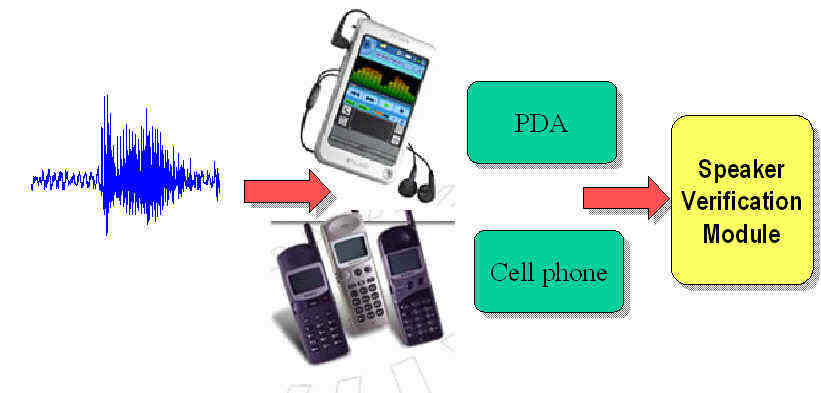 PDA
Cell phone
Speaker
Verification
Module